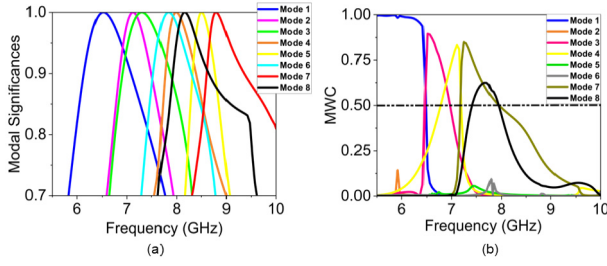 Modal Significances
1.0
0.9
0.8
0.7
6
7
8
9
10
Frequency (GHz)
Mode 1
Mode 2
Mode 3
Mode 4
Mode 5
Mode 6
Mode 7
Mode 8
(a)
MWC
1.00
0.75
0.50
0.25
0.00
6
7
8
9
10
Frequency (GHz)
Mode 1
Mode 2
Mode 3
Mode 4
Mode 5
Mode 6
Mode 7
Mode 8
(b)